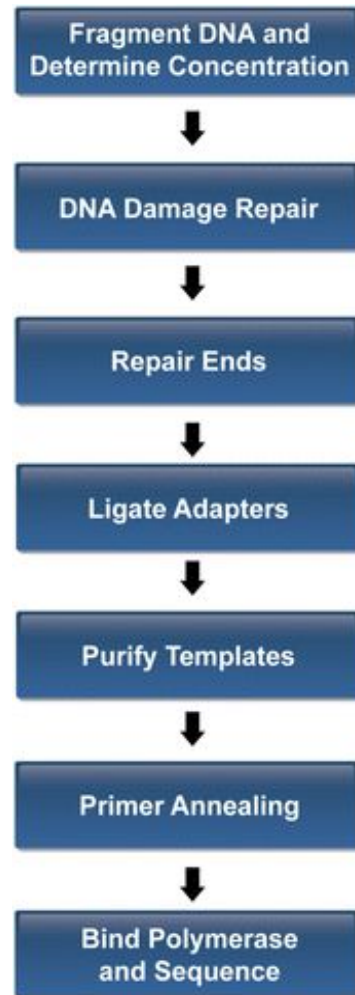 Fragment DNA and
Determine Concentration
DNA Damage Repair
Repair Ends
Ligate Adapters
Purify Templates
Primer Annealing
Bind Polymerase
and Sequence